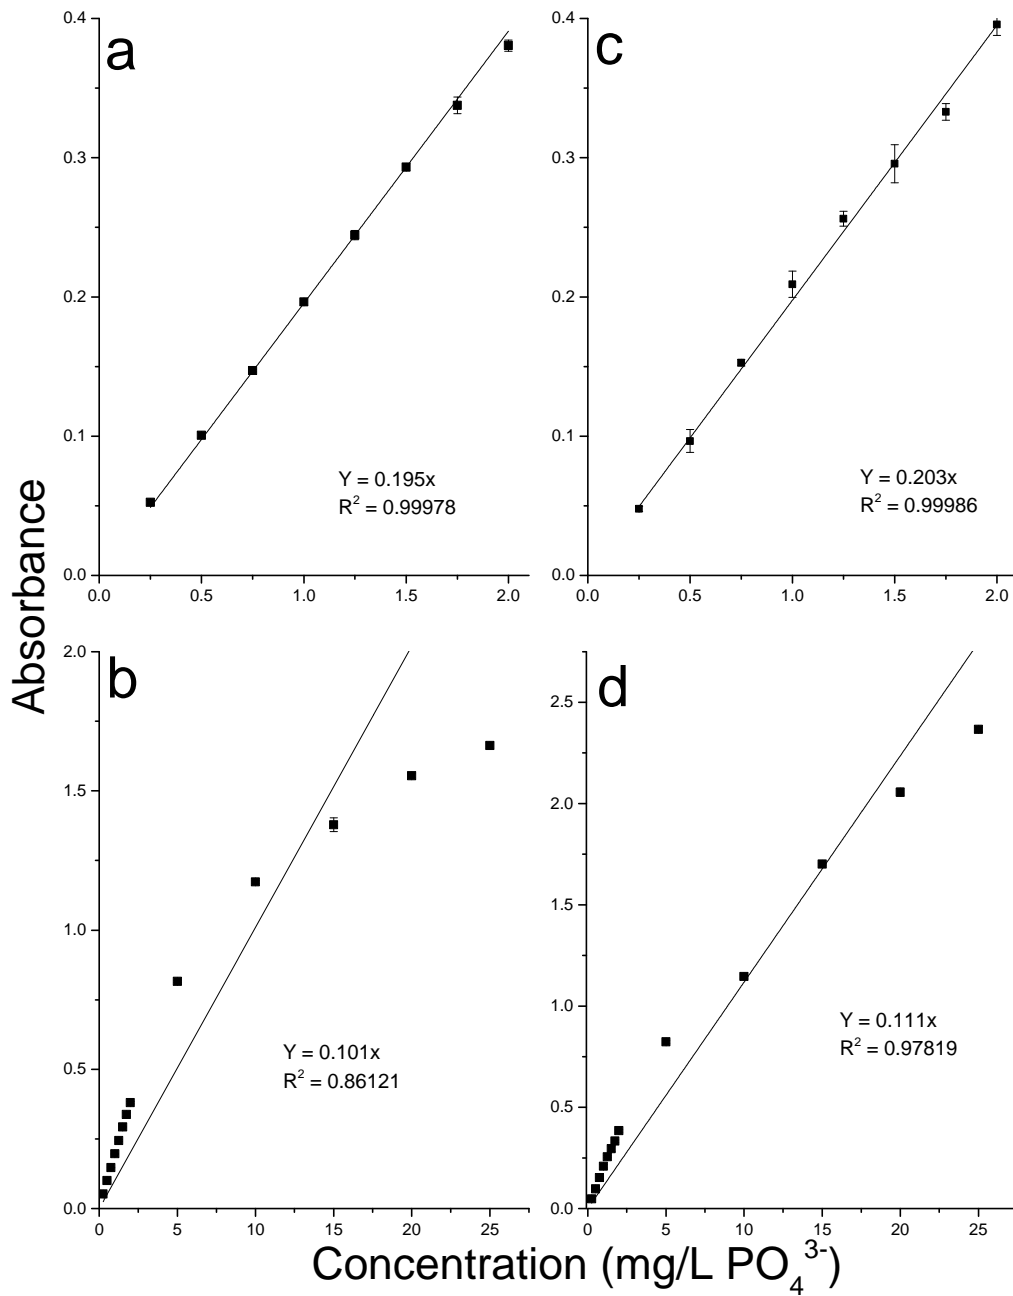 a
0.4
0.3
0.2
0.1
0.0
0.0 0.5 1.0 1.5 2.0
Y = 0.195x
R² = 0.99978
c
0.4
0.3
0.2
0.1
0.0
0.0 0.5 1.0 1.5 2.0
Y = 0.203x
R² = 0.99986
Absorbance
b
2.0
1.5
1.0
0.5
0.0
0 5 10 15 20 25
Y = 0.101x
R² = 0.86121
d
2.5
2.0
1.5
1.0
0.5
0.0
0 5 10 15 20 25
Y = 0.111x
R² = 0.97819
Concentration (mg/L PO₄³⁻)